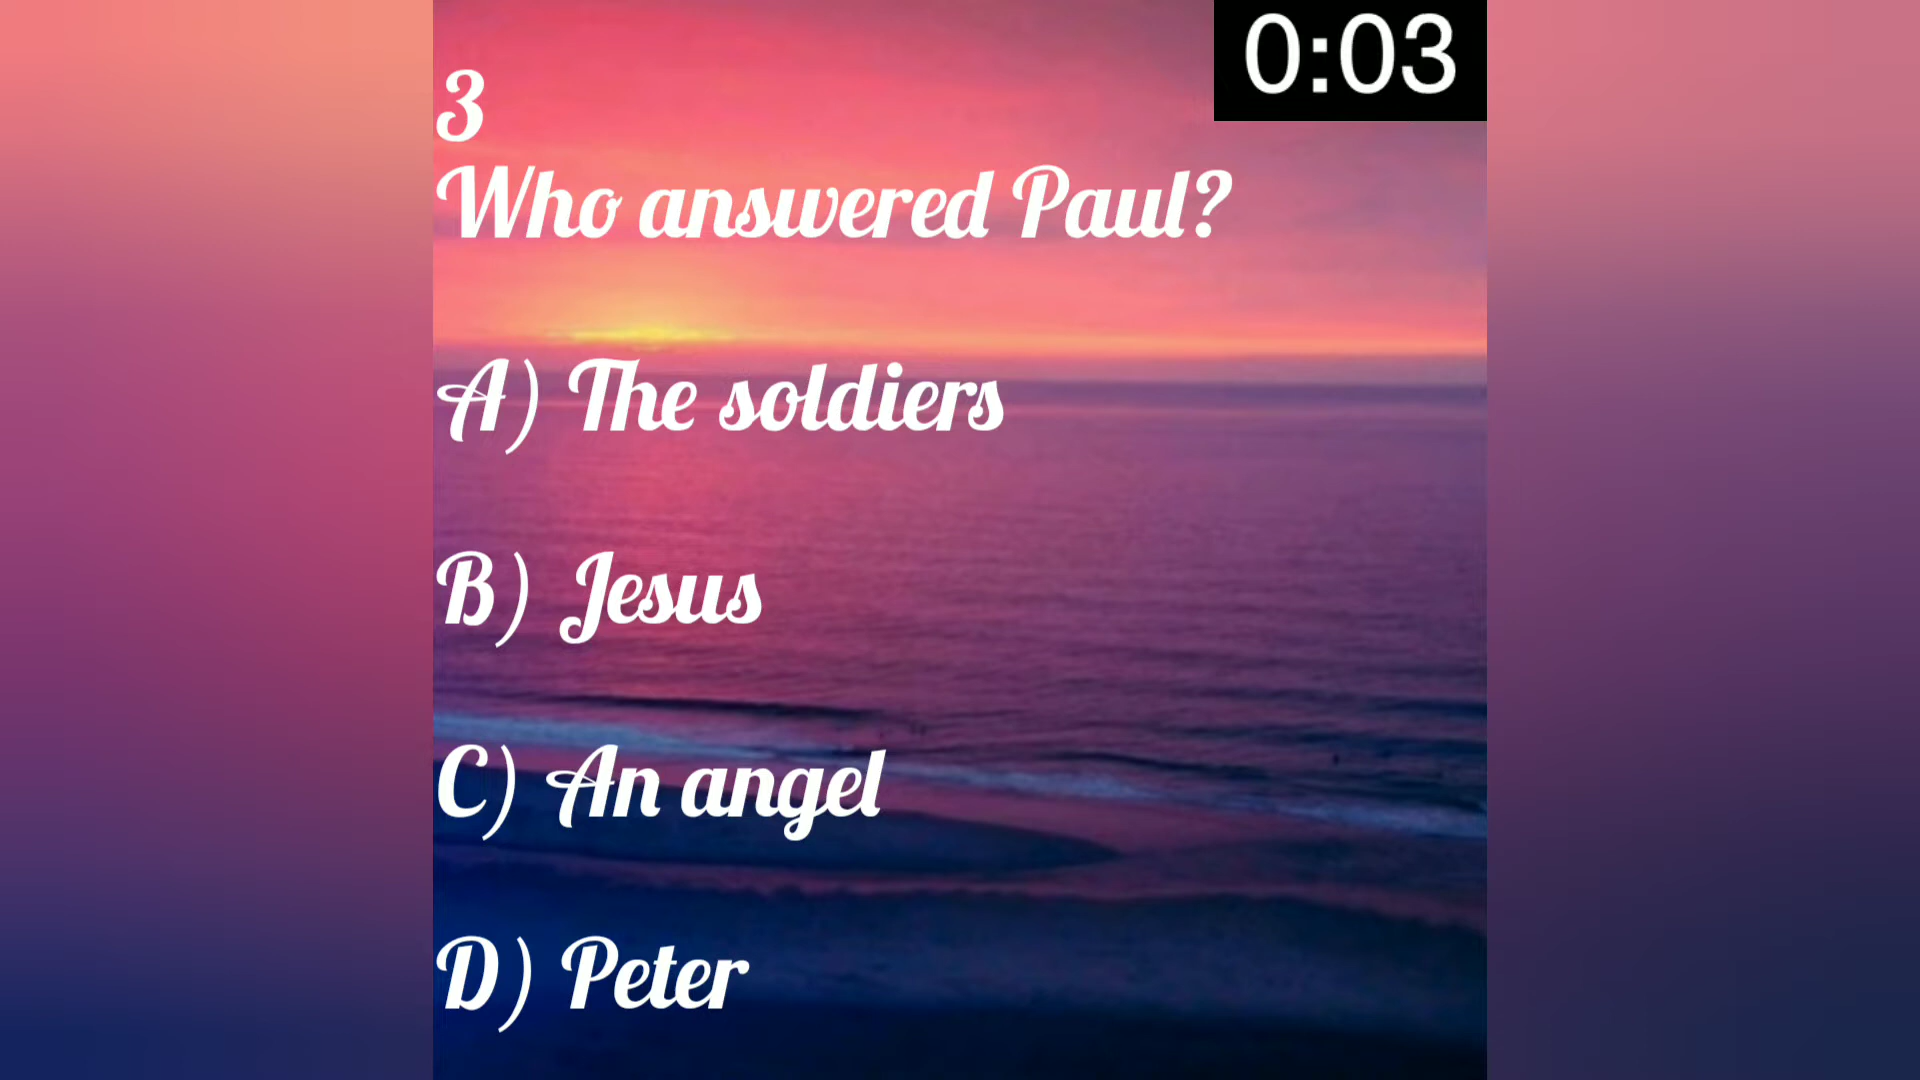 0:03
3
Who answered Paul?
A) The soldiers
B) Jesus
C) An angel
D) Peter